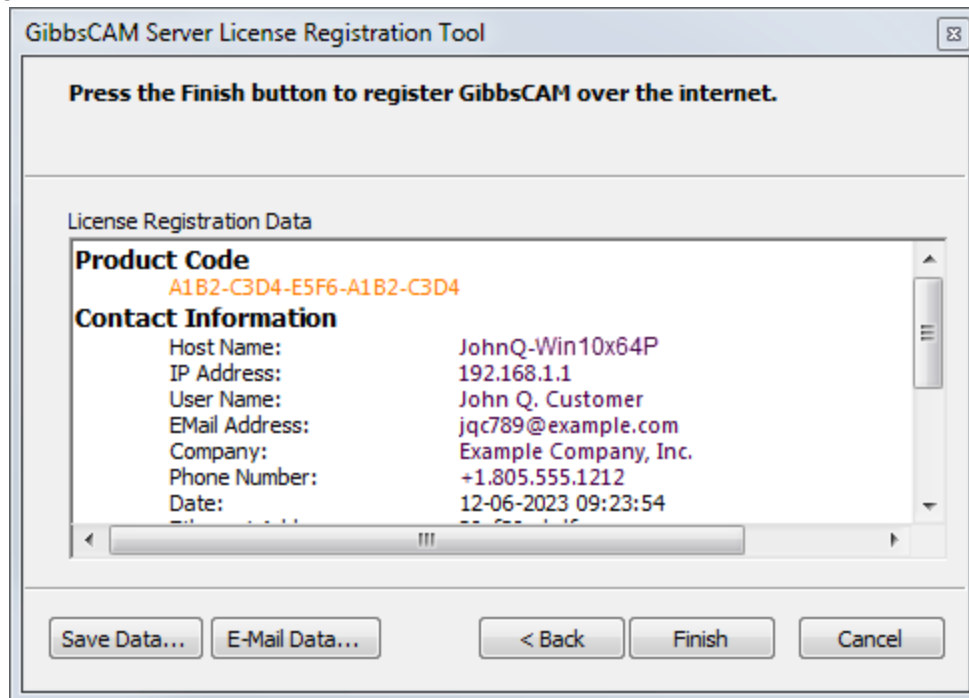 GibbsCAM Server License Registration Tool
Press the Finish button to register GibbsCAM over the internet.
License Registration Data
Product Code
A1B2-C3D4-E5F6-A1B2-C3D4
Contact Information
Host Name: JohnQ-Win10x64P
IP Address: 192.168.1.1
User Name: John Q. Customer
EMail Address: jqc789@example.com
Company: Example Company, Inc.
Phone Number: +1.805.555.1212
Date: 12-06-2023 09:23:54
Save Data... E-Mail Data... < Back Finish Cancel